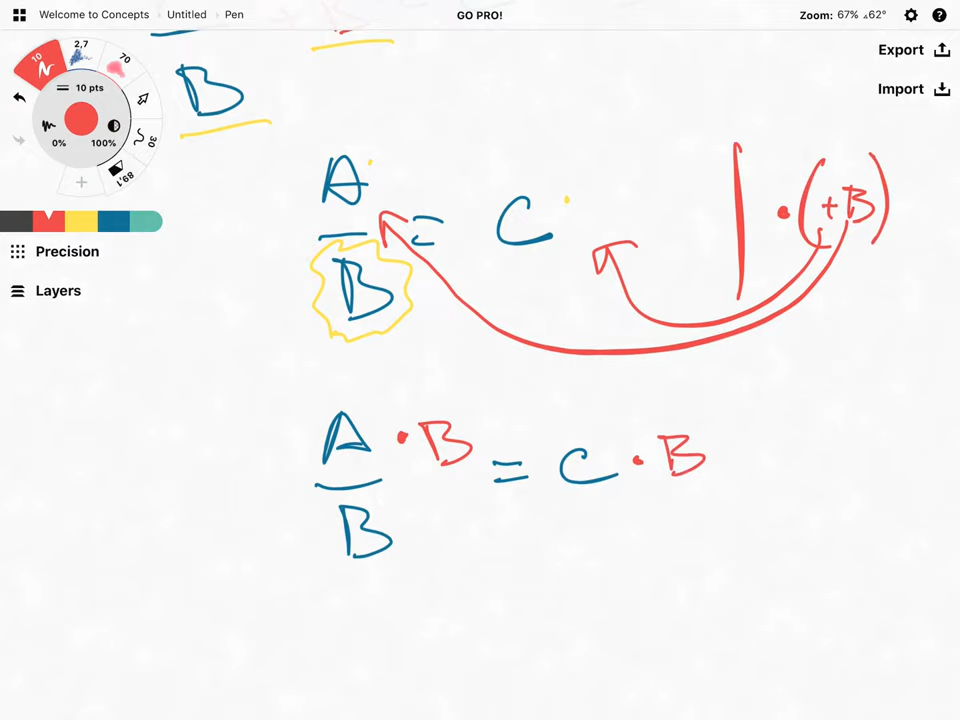 Welcome to Concepts › Untitled › Pen
GO PRO!
Zoom: 67% ⊿62°
Export
Import
10
2,7
70
10 pts
0%
100%
30
89,1
Precision
Layers
B
A/B = C | · (+B)
A/B · B = C · B